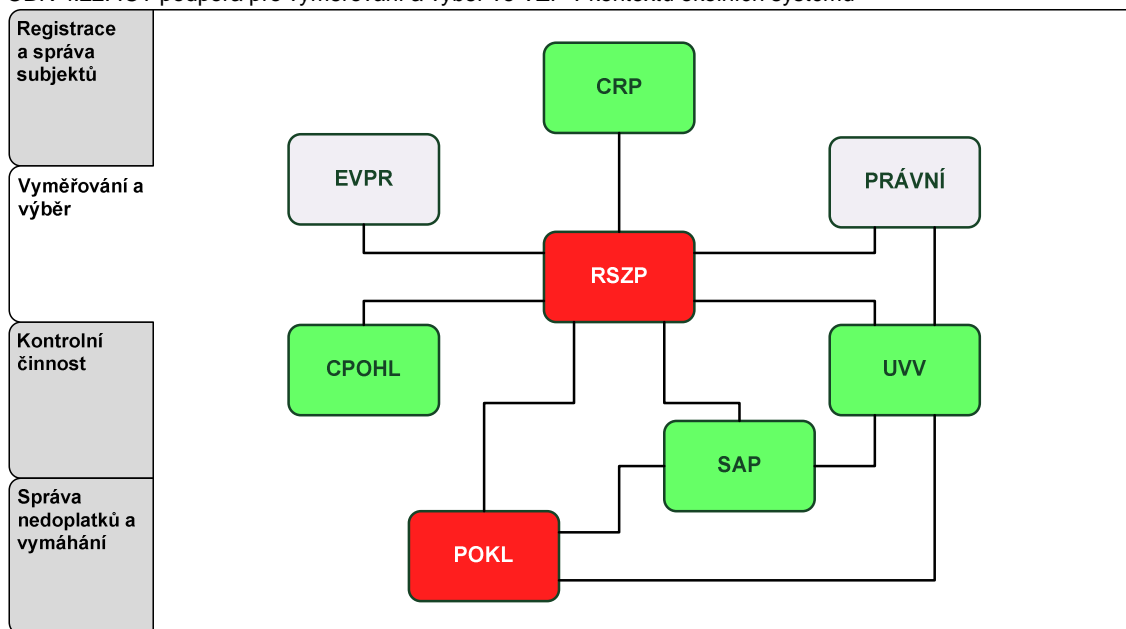 Registrace
a správa
subjektů
Vyměřování a
výběr
Kontrolní
činnost
Správa
nedoplatků a
vymáhání
CRP
EVPR
PRÁVNÍ
RSZP
CPOHL
UVV
SAP
POKL